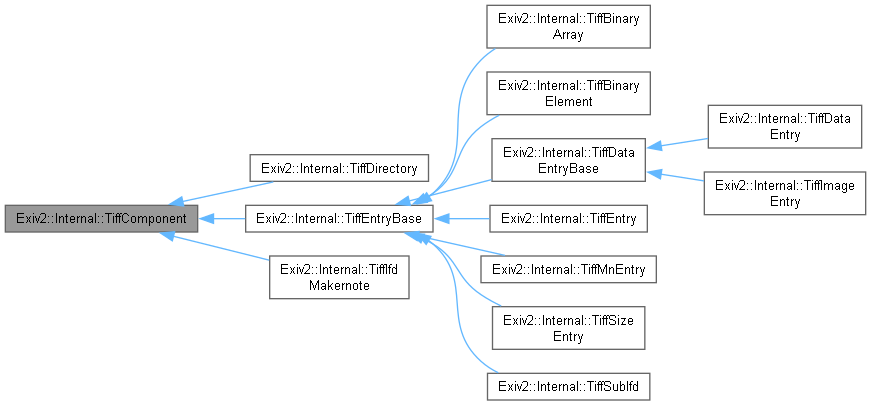 Exiv2::Internal::TiffBinary
Array
Exiv2::Internal::TiffBinary
Element
Exiv2::Internal::TiffData
Entry
Exiv2::Internal::TiffData
EntryBase
Exiv2::Internal::TiffDirectory
Exiv2::Internal::TiffImage
Entry
Exiv2::Internal::TiffComponent
Exiv2::Internal::TiffEntryBase
Exiv2::Internal::TiffEntry
Exiv2::Internal::TiffIfd
Makernote
Exiv2::Internal::TiffMnEntry
Exiv2::Internal::TiffSize
Entry
Exiv2::Internal::TiffSubIfd